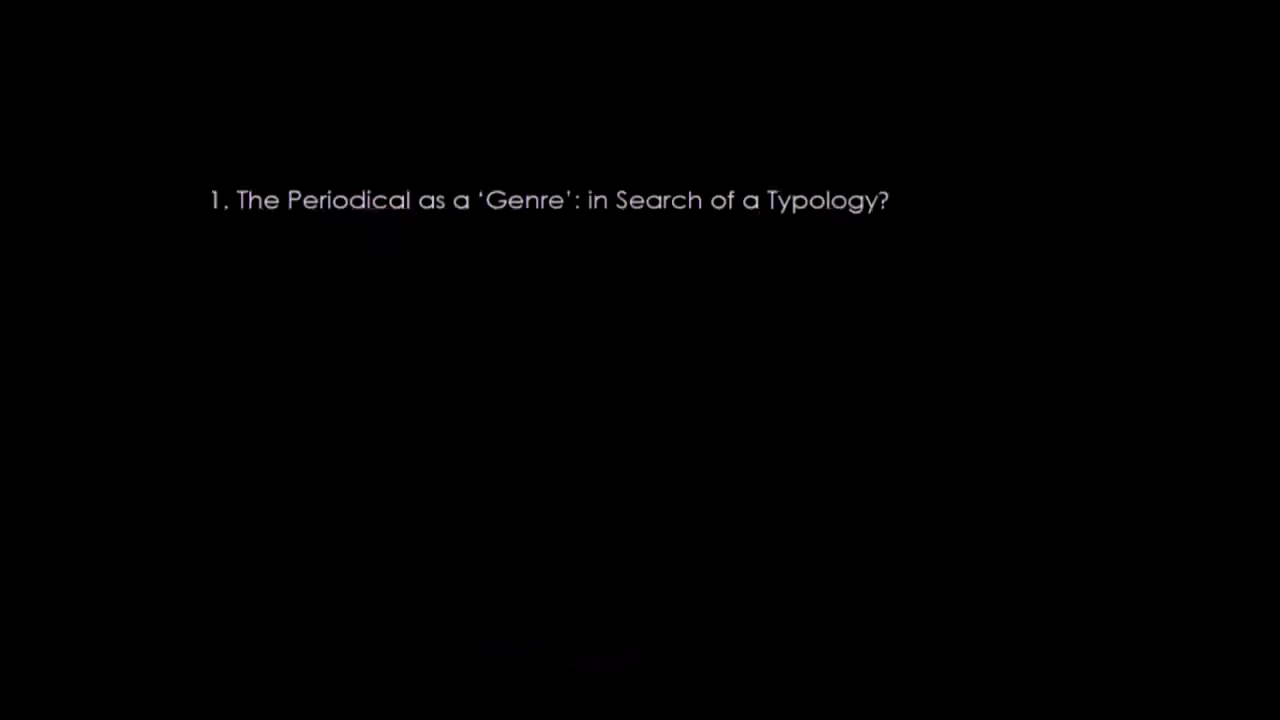 1. The Periodical as a ‘Genre’: in Search of a Typology?